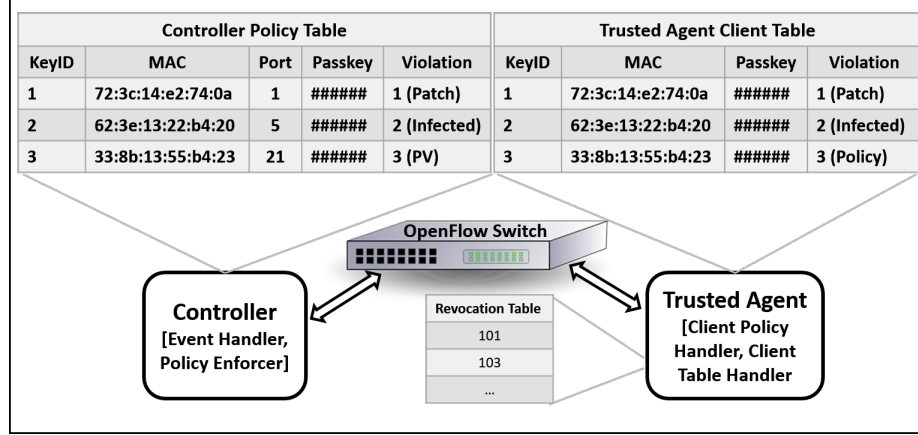 Controller Policy Table
Trusted Agent Client Table
KeyID MAC Port Passkey Violation KeyID MAC Passkey Violation
1 72:3c:14:e2:74:0a 1 ###### 1 (Patch) 1 72:3c:14:e2:74:0a ###### 1 (Patch)
2 62:3e:13:22:b4:20 5 ###### 2 (Infected) 2 62:3e:13:22:b4:20 ###### 2 (Infected)
3 33:8b:13:55:b4:23 21 ###### 3 (PV) 3 33:8b:13:55:b4:23 ###### 3 (Policy)
OpenFlow Switch
Controller
[Event Handler,
Policy Enforcer]
Revocation Table
101
103
...
Trusted Agent
[Client Policy
Handler, Client
Table Handler